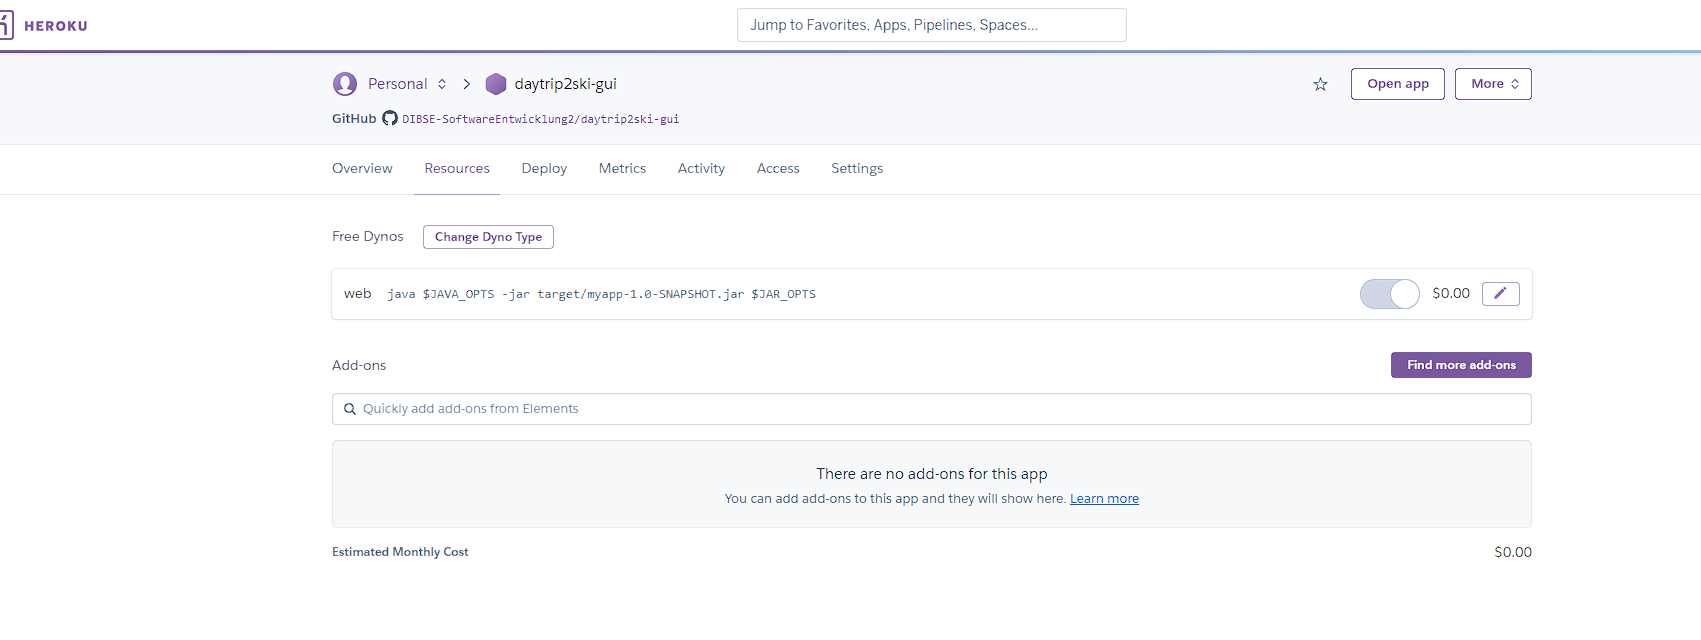 HEROKU
Jump to Favorites, Apps, Pipelines, Spaces...
Personal daytrip2ski-gui Open app More
GitHub DIBSE-SoftwareEntwicklung2/daytrip2ski-gui
Overview Resources Deploy Metrics Activity Access Settings
Free Dynos Change Dyno Type
web java $JAVA_OPTS -jar target/myapp-1.0-SNAPSHOT.jar $JAR_OPTS $0.00
Add-ons Find more add-ons
Quickly add add-ons from Elements
There are no add-ons for this app
You can add add-ons to this app and they will show here. Learn more
Estimated Monthly Cost $0.00